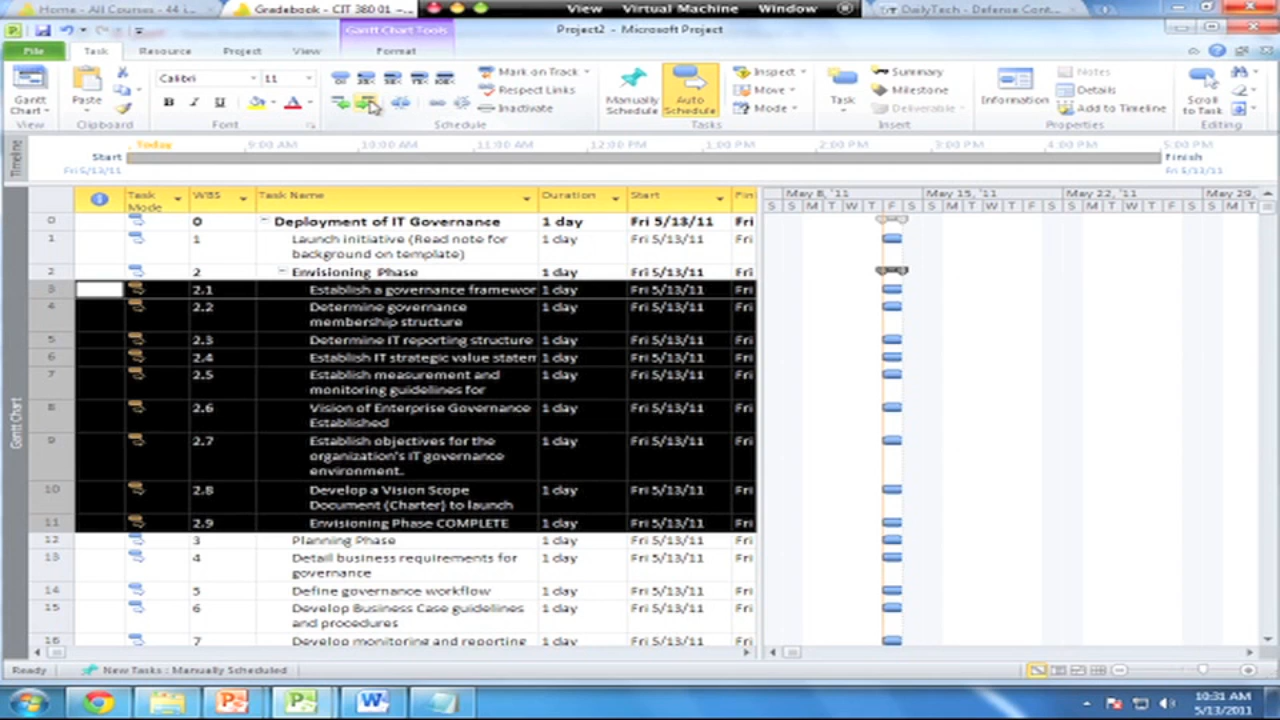 Home - All Courses - 44 i...
Gradebook - CIT 380 01 -...
View Virtual Machine Window
DailyTech - Defense Cont...
Gantt Chart Tools
Project2 - Microsoft Project
File Task Resource Project View Format
Calibri 11
Mark on Track
Respect Links
Inactivate
Gantt Chart
Paste
B I U A
Manually Schedule
Auto Schedule
Inspect
Move
Mode
Task
Summary
Milestone
Deliverable
Information
Notes
Details
Add to Timeline
Scroll to Task
View Clipboard Font Schedule Tasks Insert Properties Editing
Timeline
Today 9:00 AM 10:00 AM 11:00 AM 12:00 PM 1:00 PM 2:00 PM 3:00 PM 4:00 PM 5:00 PM
Start
Fri 5/13/11
Finish
Fri 5/13/11
Task Mode WBS Task Name Duration Start Fin
May 8, '11 May 15, '11 May 22, '11 May 29,
S S M T W T F S S M T W T F S S M T W T F S S M T
Gantt Chart
0 0 Deployment of IT Governance 1 day Fri 5/13/11 Fri
1 1 Launch initiative (Read note for background on template) 1 day Fri 5/13/11 Fri
2 2 Envisioning Phase 1 day Fri 5/13/11 Fri
3 2.1 Establish a governance framewor 1 day Fri 5/13/11 Fri
4 2.2 Determine governance membership structure 1 day Fri 5/13/11 Fri
5 2.3 Determine IT reporting structure 1 day Fri 5/13/11 Fri
6 2.4 Establish IT strategic value statem 1 day Fri 5/13/11 Fri
7 2.5 Establish measurement and monitoring guidelines for 1 day Fri 5/13/11 Fri
8 2.6 Vision of Enterprise Governance Established 1 day Fri 5/13/11 Fri
9 2.7 Establish objectives for the organization's IT governance environment. 1 day Fri 5/13/11 Fri
10 2.8 Develop a Vision Scope Document (Charter) to launch 1 day Fri 5/13/11 Fri
11 2.9 Envisioning Phase COMPLETE 1 day Fri 5/13/11 Fri
12 3 Planning Phase 1 day Fri 5/13/11 Fri
13 4 Detail business requirements for governance 1 day Fri 5/13/11 Fri
14 5 Define governance workflow 1 day Fri 5/13/11 Fri
15 6 Develop Business Case guidelines and procedures 1 day Fri 5/13/11 Fri
16 7 Develop monitoring and reporting 1 day Fri 5/13/11 Fri
Ready New Tasks : Manually Scheduled
10:31 AM
5/13/2011